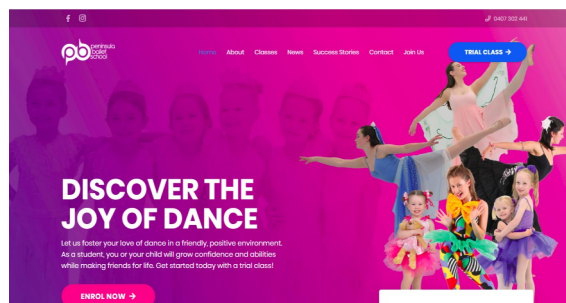 0407 302 441
peninsula
ballet
school
Home About Classes News Success Stories Contact Join Us
TRIAL CLASS →
DISCOVER THE
JOY OF DANCE
Let us foster your love of dance in a friendly, positive environment.
As a student, you or your child will grow confidence and abilities
while making friends for life. Get started today with a trial class!
ENROL NOW →